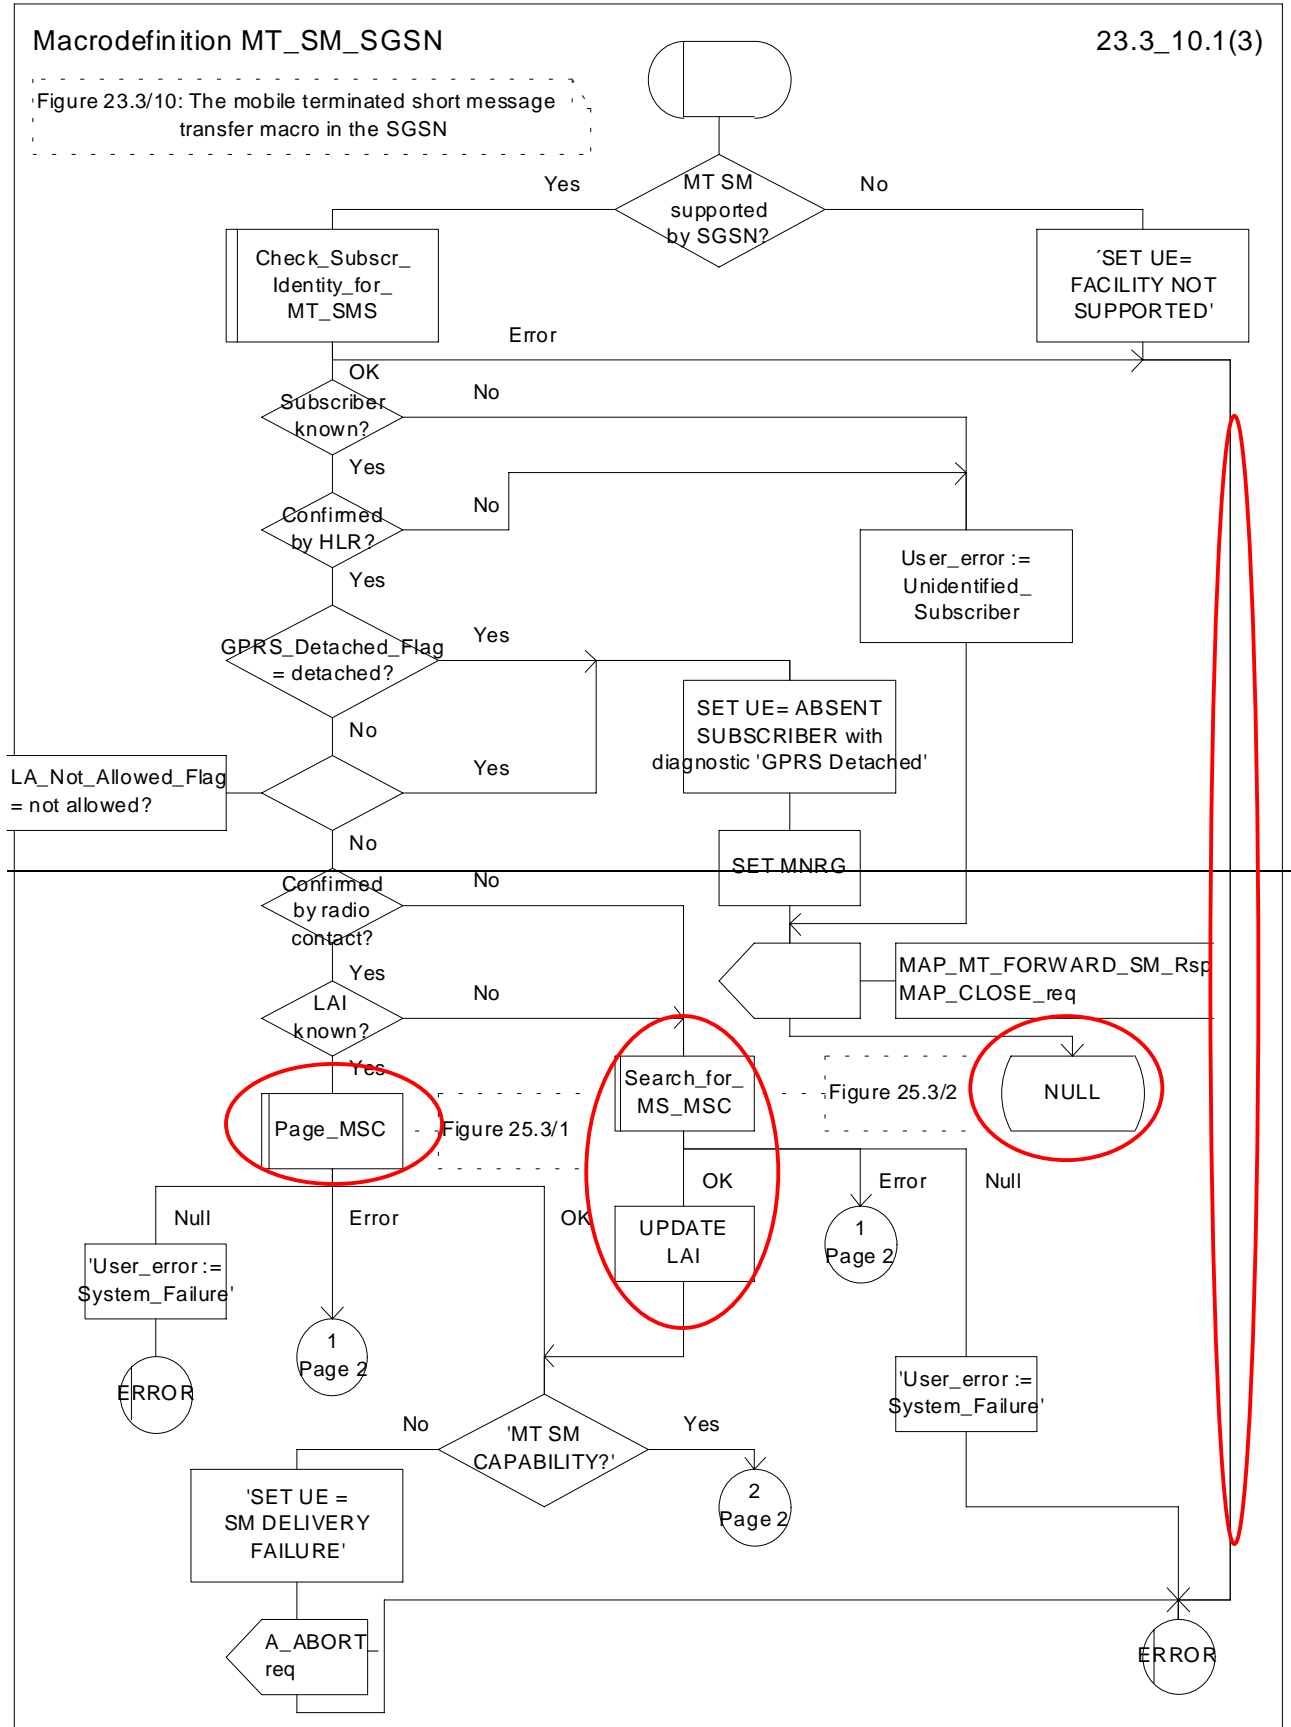 Macrodefinition MT_SM_SGSN
23.3_10.1(3)
Figure 23.3/10: The mobile terminated short message
transfer macro in the SGSN
Yes
MT SM
supported
by SGSN?
No
Check_Subscr_
Identity_for_
MT_SMS
´SET UE=
FACILITY NOT
SUPPORTED'
Error
OK
Subscriber
known?
No
Yes
Confirmed
by HLR?
No
User_error :=
Unidentified_
Subscriber
Yes
GPRS_Detached_Flag
= detached?
Yes
SET UE= ABSENT
SUBSCRIBER with
diagnostic 'GPRS Detached'
No
LA_Not_Allowed_Flag
= not allowed?
Yes
No
SET MNRG
Confirmed
by radio
contact?
No
MAP_MT_FORWARD_SM_Rsp
MAP_CLOSE_req
Yes
LAI
known?
No
Yes
Search_for_
MS_MSC
Figure 25.3/2
NULL
Page_MSC
Figure 25.3/1
OK
Error
Null
Null
Error
OK
UPDATE
LAI
1
Page 2
'User_error :=
System_Failure'
1
Page 2
ERROR
'User_error :=
System_Failure'
No
'MT SM
CAPABILITY?'
Yes
'SET UE =
SM DELIVERY
FAILURE'
2
Page 2
A_ABORT_
req
ERROR